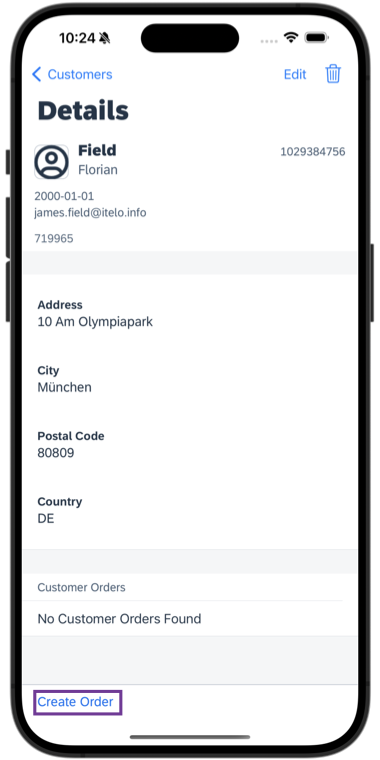 10:24
Customers
Edit
Details
Field
1029384756
Florian
2000-01-01
james.field@itelo.info
719965
Address
10 Am Olympiapark
City
München
Postal Code
80809
Country
DE
Customer Orders
No Customer Orders Found
Create Order